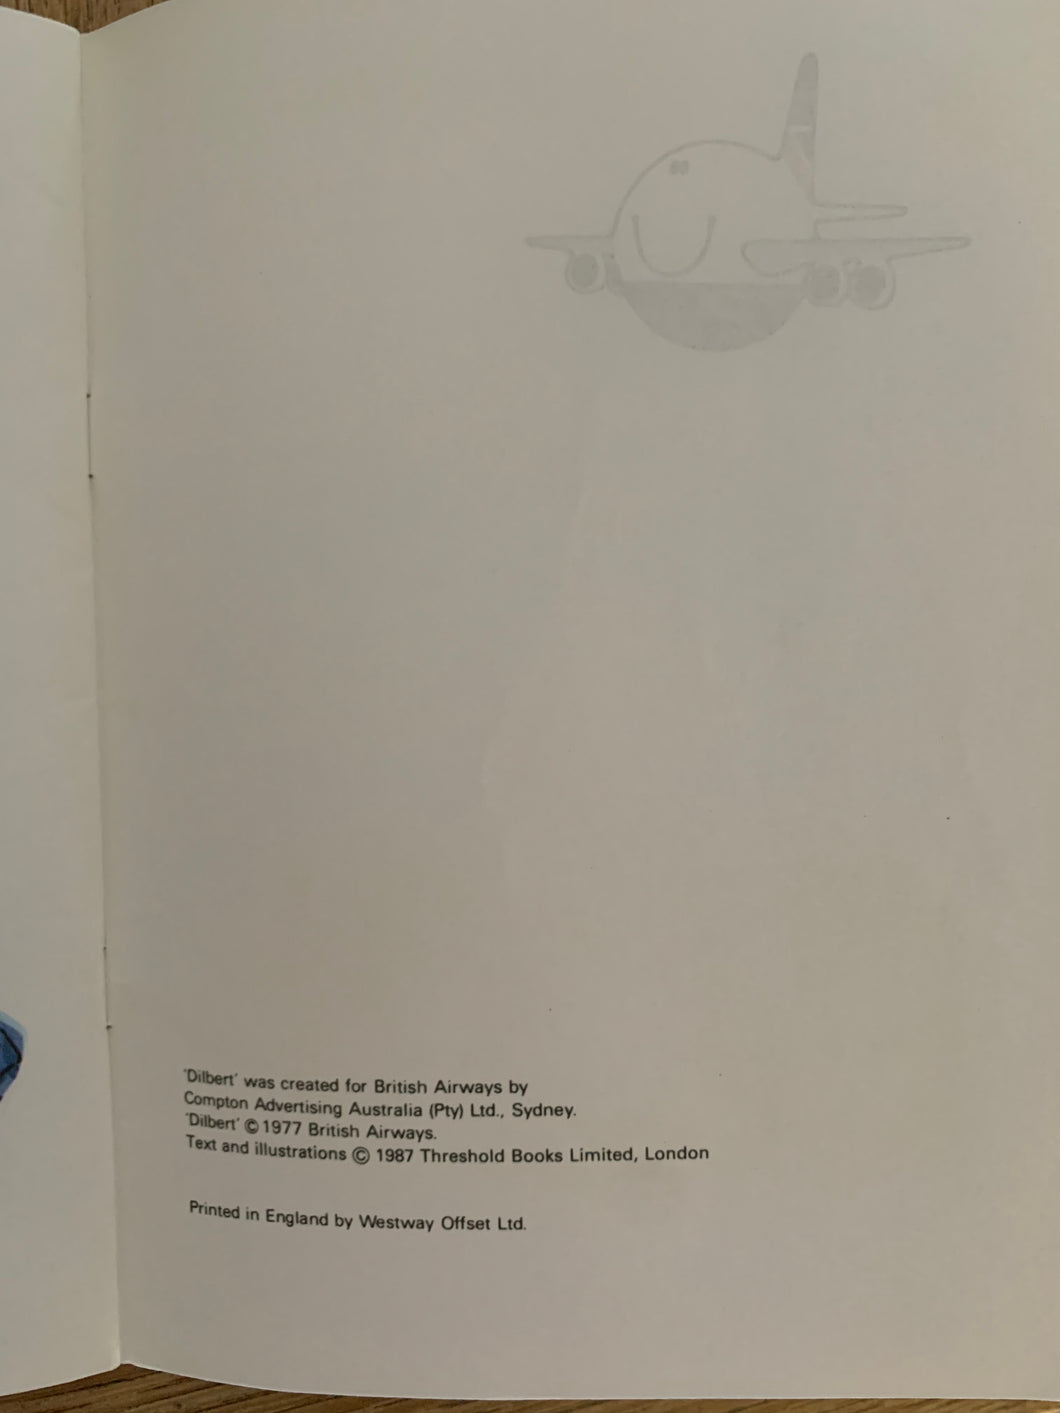 'Dilbert' was created for British Airways by
Compton Advertising Australia (Pty) Ltd., Sydney.
'Dilbert' © 1977 British Airways.
Text and illustrations © 1987 Threshold Books Limited, London
Printed in England by Westway Offset Ltd.